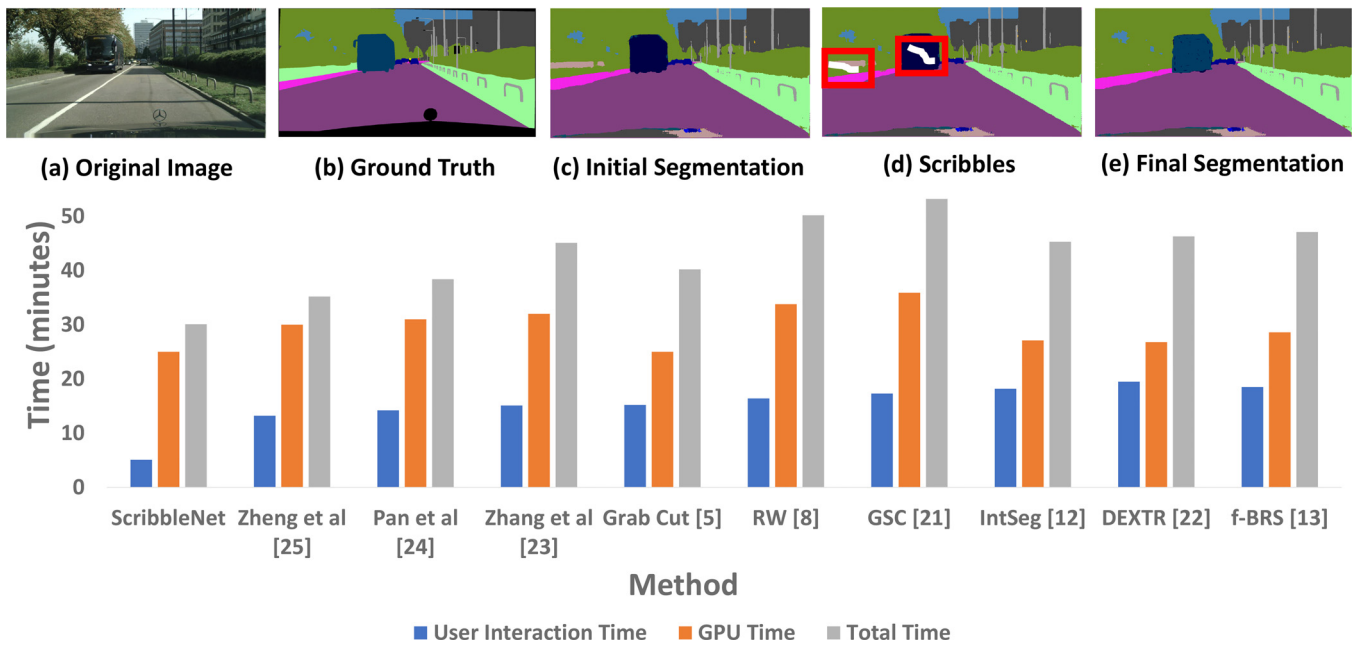 (a) Original Image
(b) Ground Truth
(c) Initial Segmentation
(d) Scribbles
(e) Final Segmentation
Time (minutes)
50
40
30
20
10
0
ScribbleNet
Zheng et al
[25]
Pan et al
[24]
Zhang et al
[23]
Grab Cut [5]
RW [8]
GSC [21]
IntSeg [12]
DEXTR [22]
f-BRS [13]
Method
User Interaction Time
GPU Time
Total Time